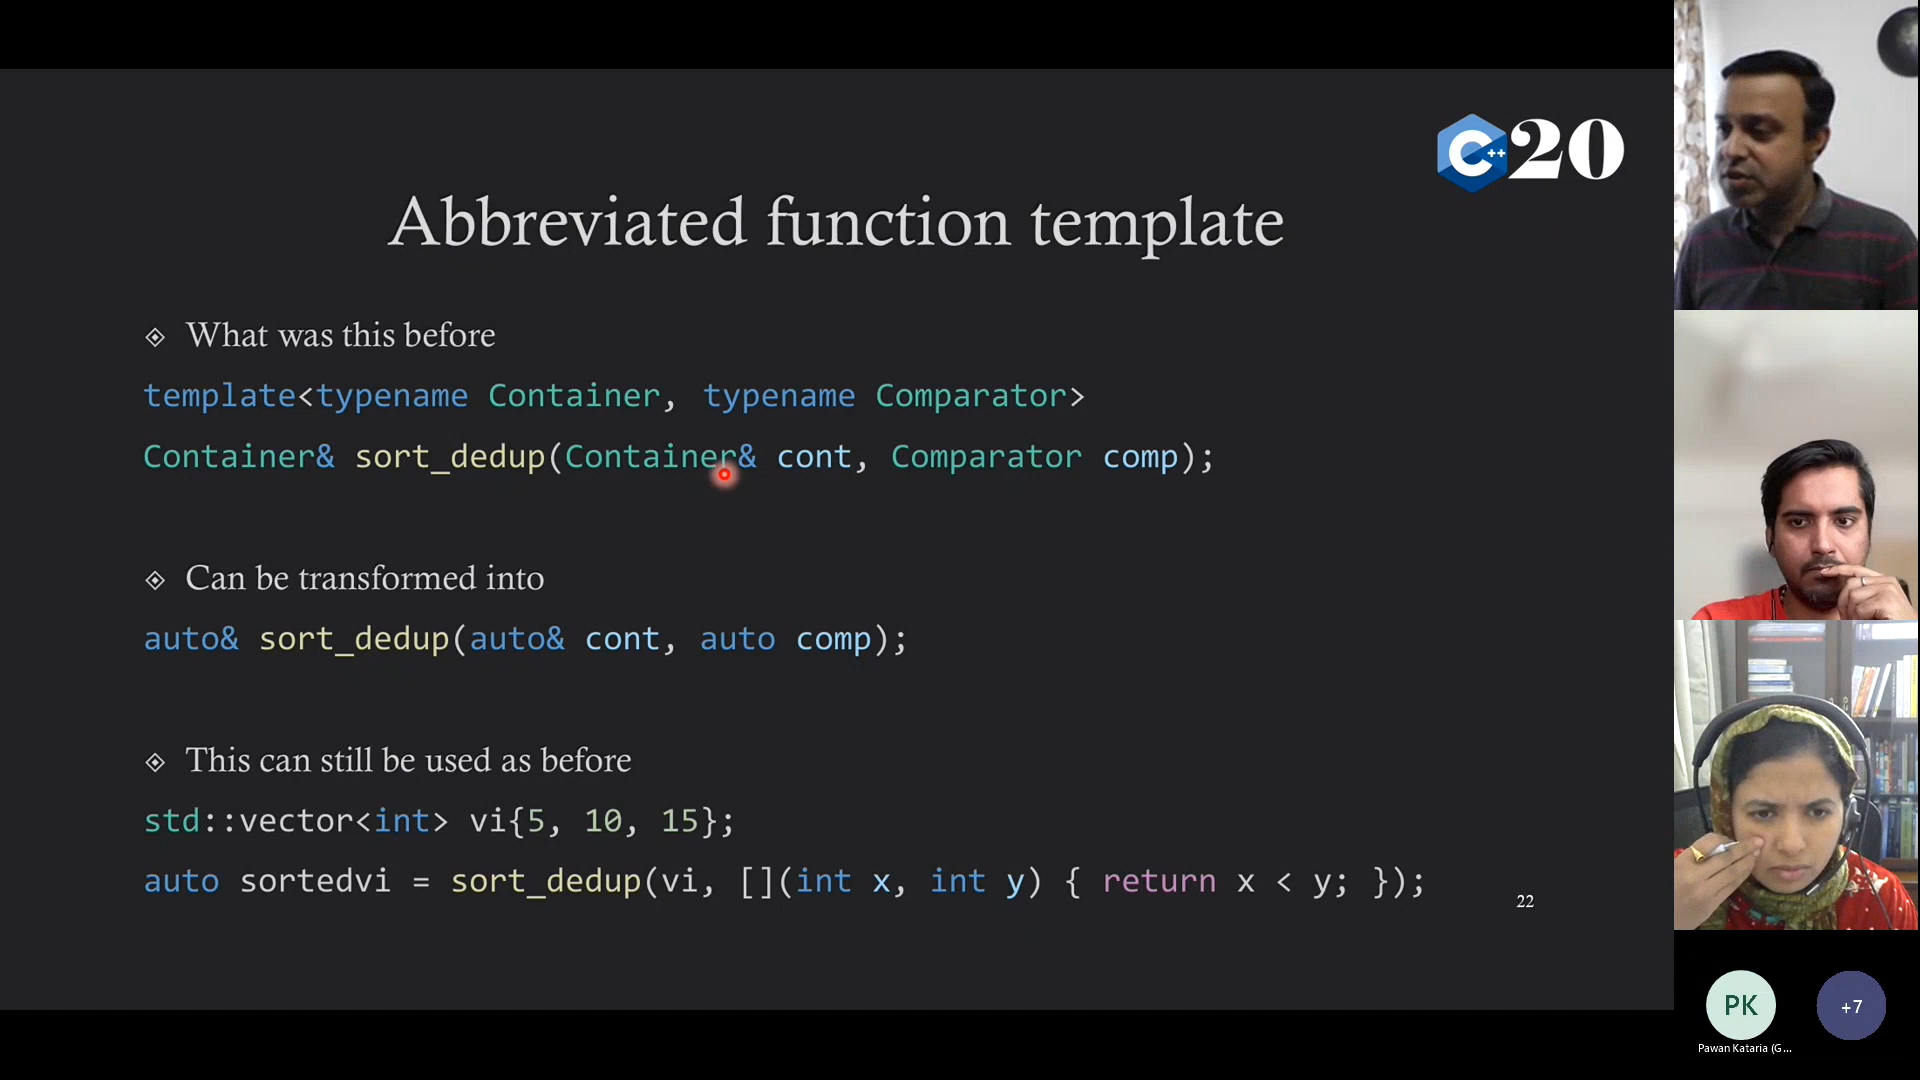 C++20
Abbreviated function template
What was this before
template<typename Container, typename Comparator>
Container& sort_dedup(Container& cont, Comparator comp);
Can be transformed into
auto& sort_dedup(auto& cont, auto comp);
This can still be used as before
std::vector<int> vi{5, 10, 15};
auto sortedvi = sort_dedup(vi, [](int x, int y) { return x < y; });
22
PK
+7
Pawan Kataria (G...